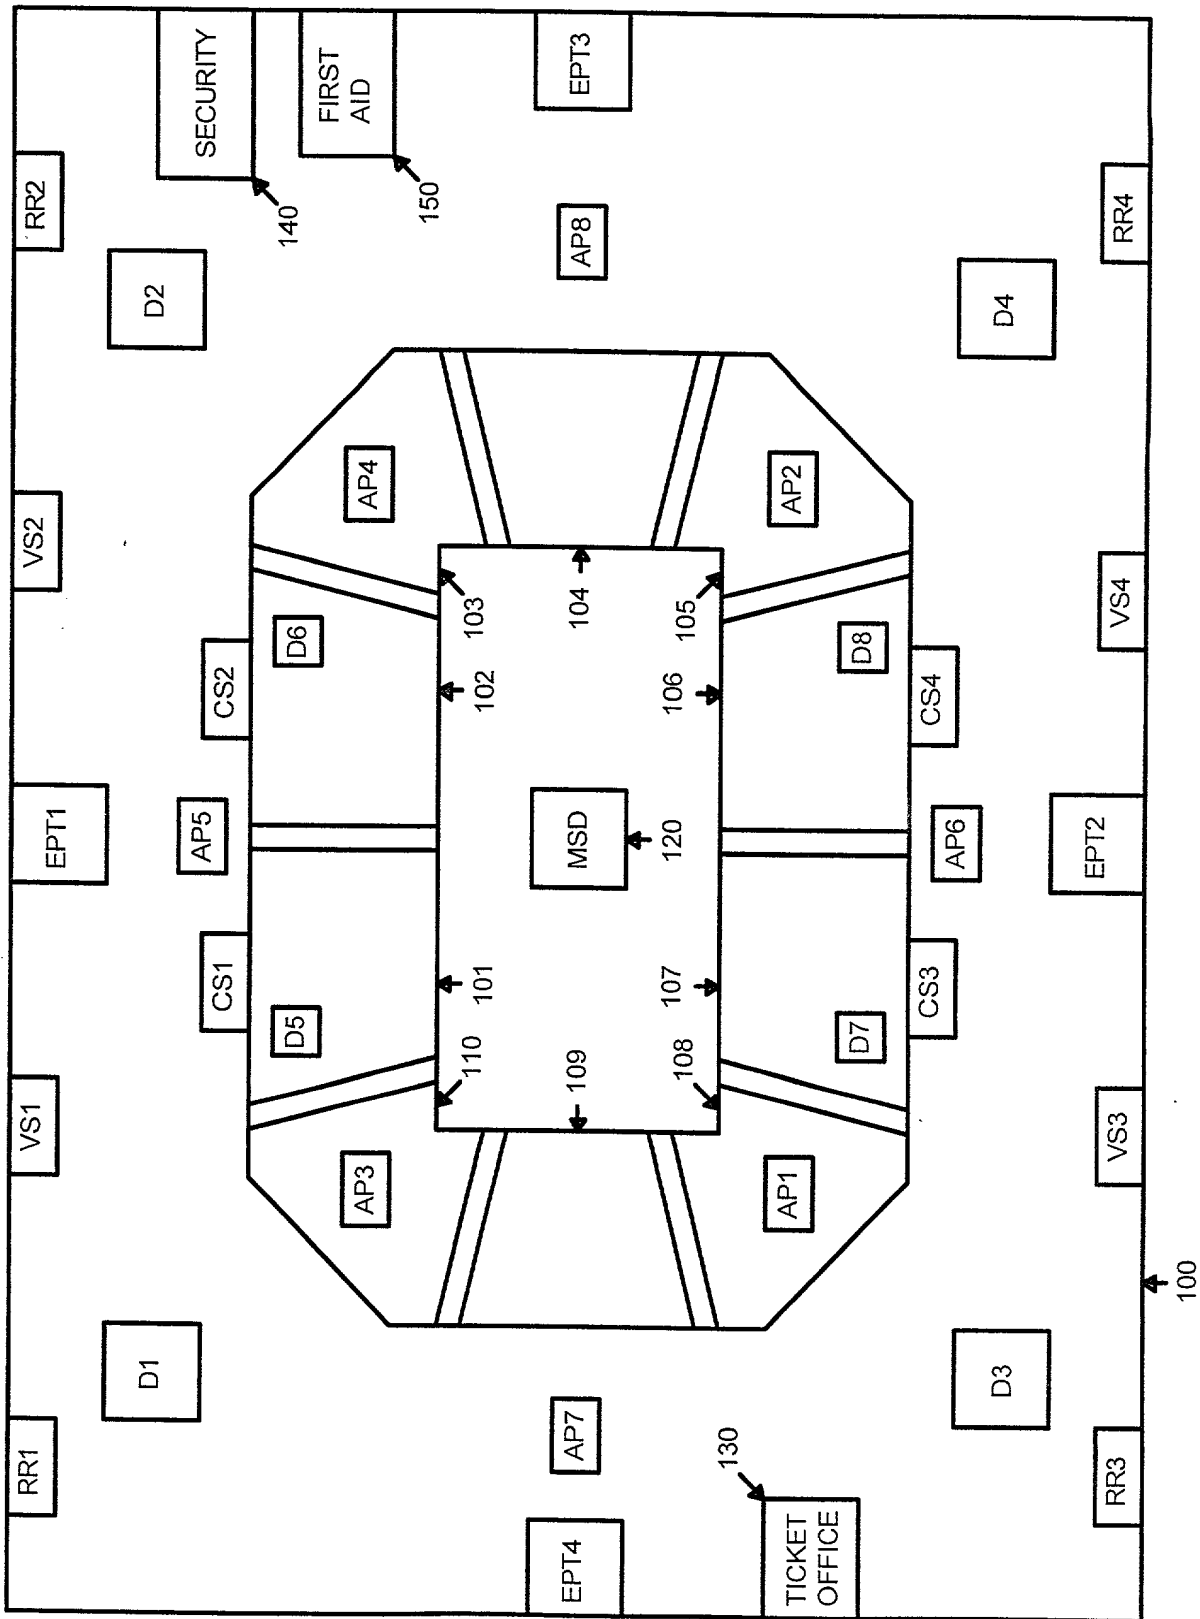 RR1 VS1 EPT1 VS2 RR2
D1 D2
SECURITY
CS1 AP5 CS2
D5 D6 140
FIRST
AID
AP3 AP4
150
110 101 102 103
EPT4 AP7 109 MSD 104 AP8 EPT3
120
108 107 106 105
130
TICKET
OFFICE
AP1 AP2
D7 D8
CS3 AP6 CS4
D3 D4
RR3 VS3 EPT2 VS4 RR4
100